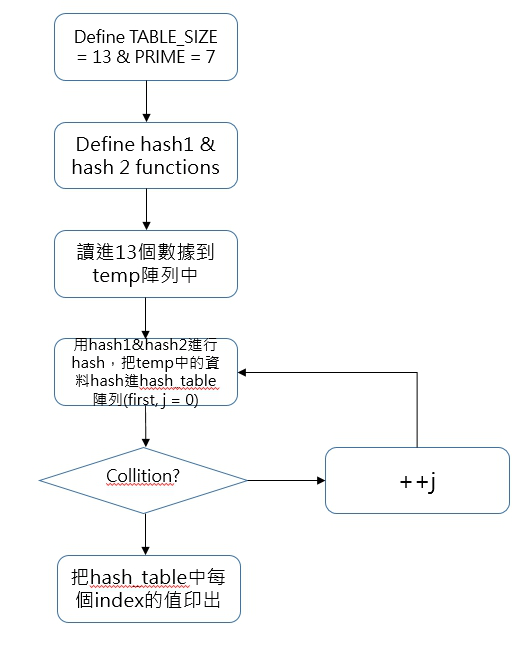 Define TABLE_SIZE
= 13 & PRIME = 7
Define hash1 &
hash 2 functions
讀進13個數據到
temp陣列中
用hash1&hash2進行
hash，把temp中的資
料hash進hash_table
陣列(first, j = 0)
Collition?
++j
把hash_table中每
個index的值印出